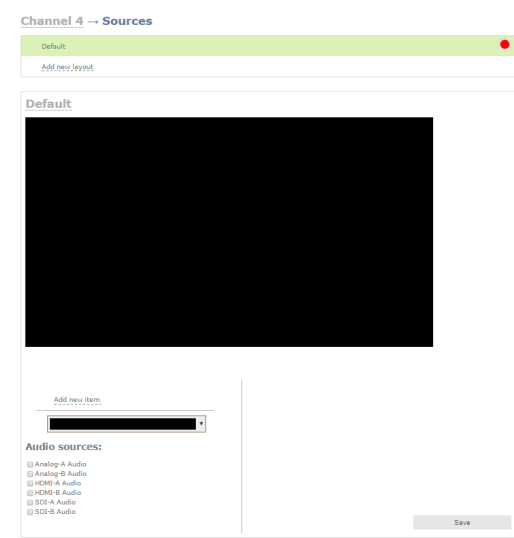 Channel 4 → Sources
Default
Add new layout
Default
Add new item
Audio sources:
Analog-A Audio
Analog-B Audio
HDMI-A Audio
HDMI-B Audio
SDI-A Audio
SDI-B Audio
Save